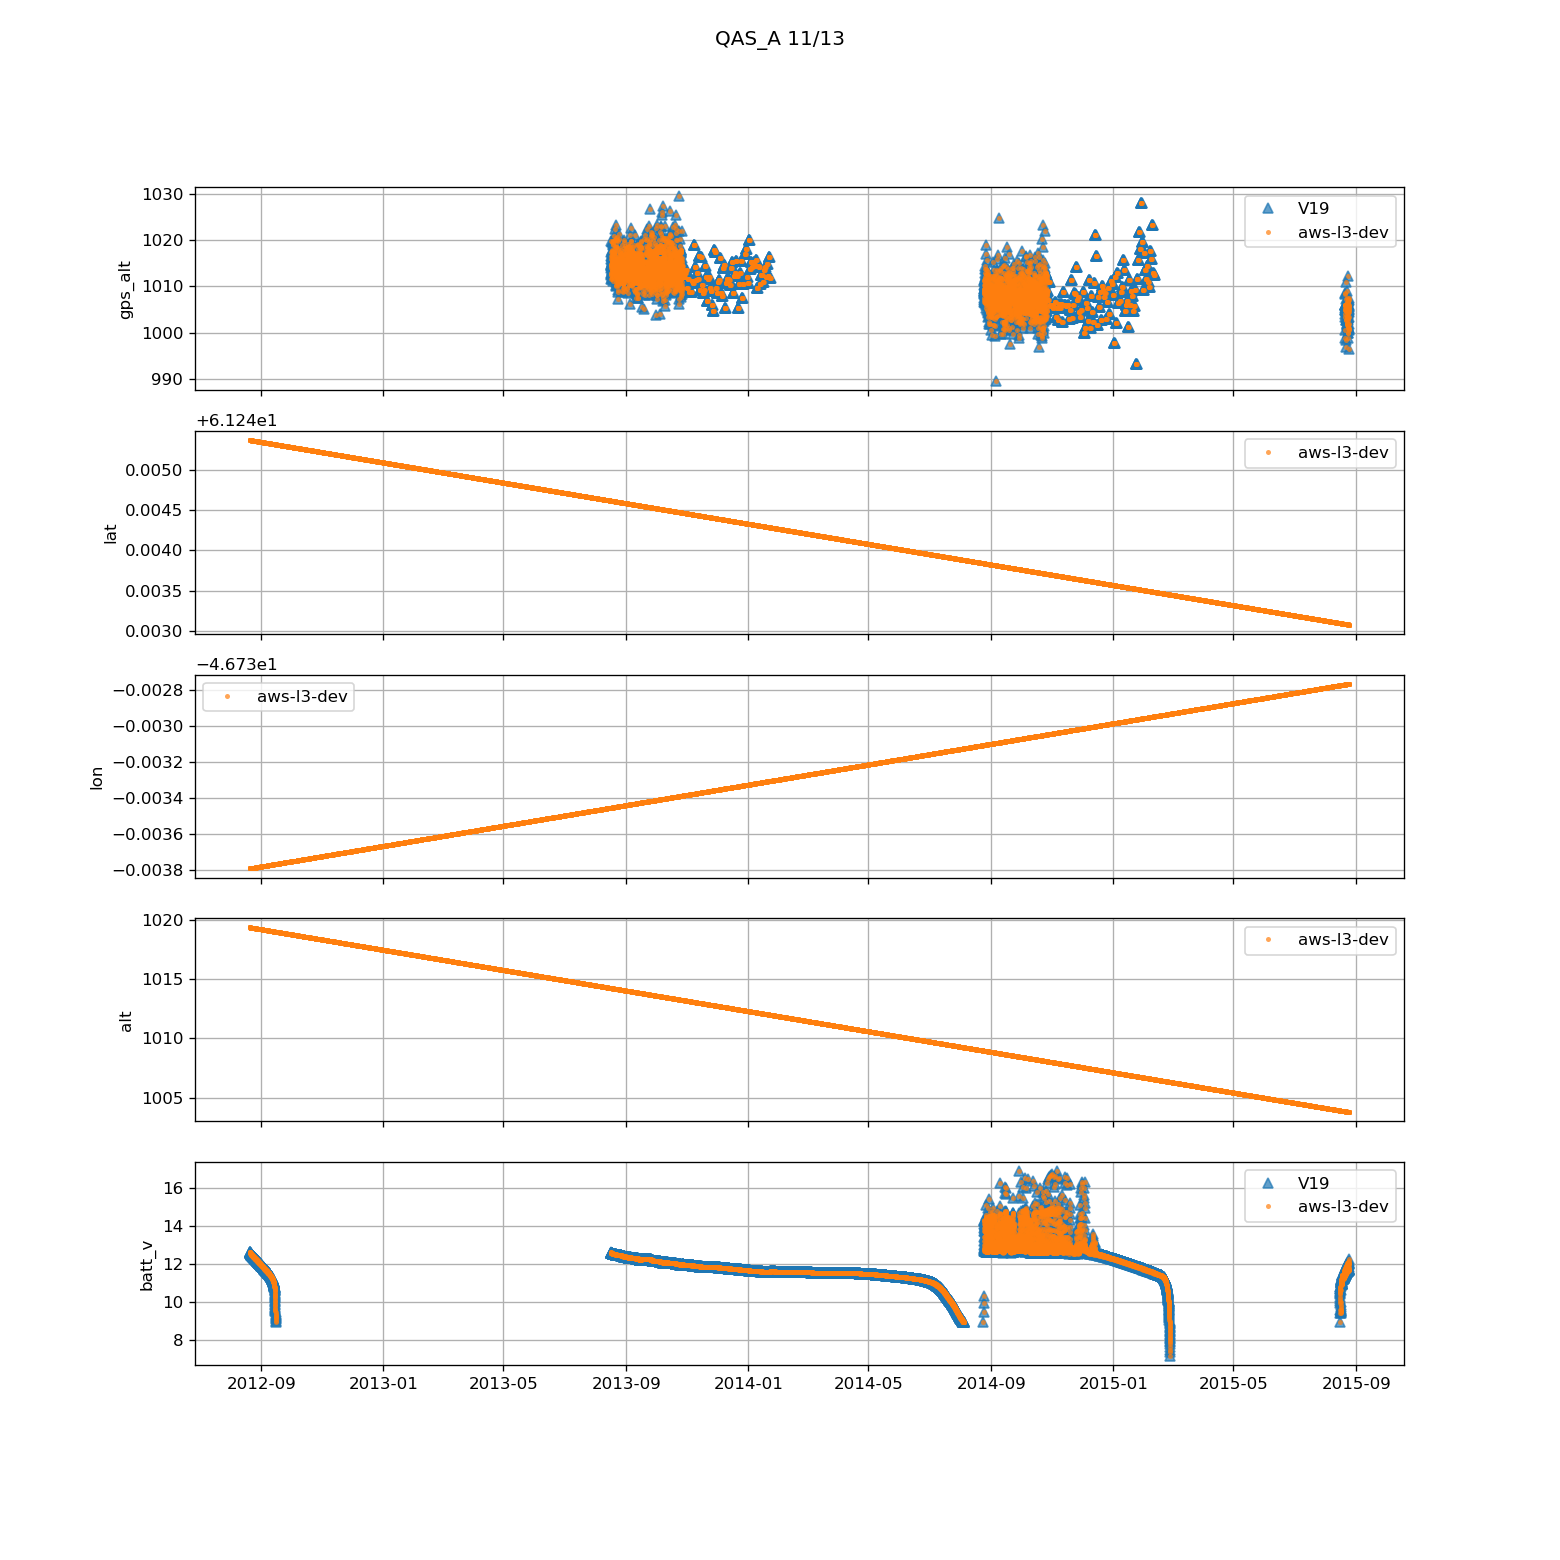 QAS_A 11/13
gps_alt
1030
1020
1010
1000
990
V19
aws-l3-dev
+6.124e1
lat
0.0050
0.0045
0.0040
0.0035
0.0030
aws-l3-dev
−4.673e1
lon
−0.0028
−0.0030
−0.0032
−0.0034
−0.0036
−0.0038
aws-l3-dev
alt
1020
1015
1010
1005
aws-l3-dev
batt_v
16
14
12
10
8
V19
aws-l3-dev
2012-09 2013-01 2013-05 2013-09 2014-01 2014-05 2014-09 2015-01 2015-05 2015-09